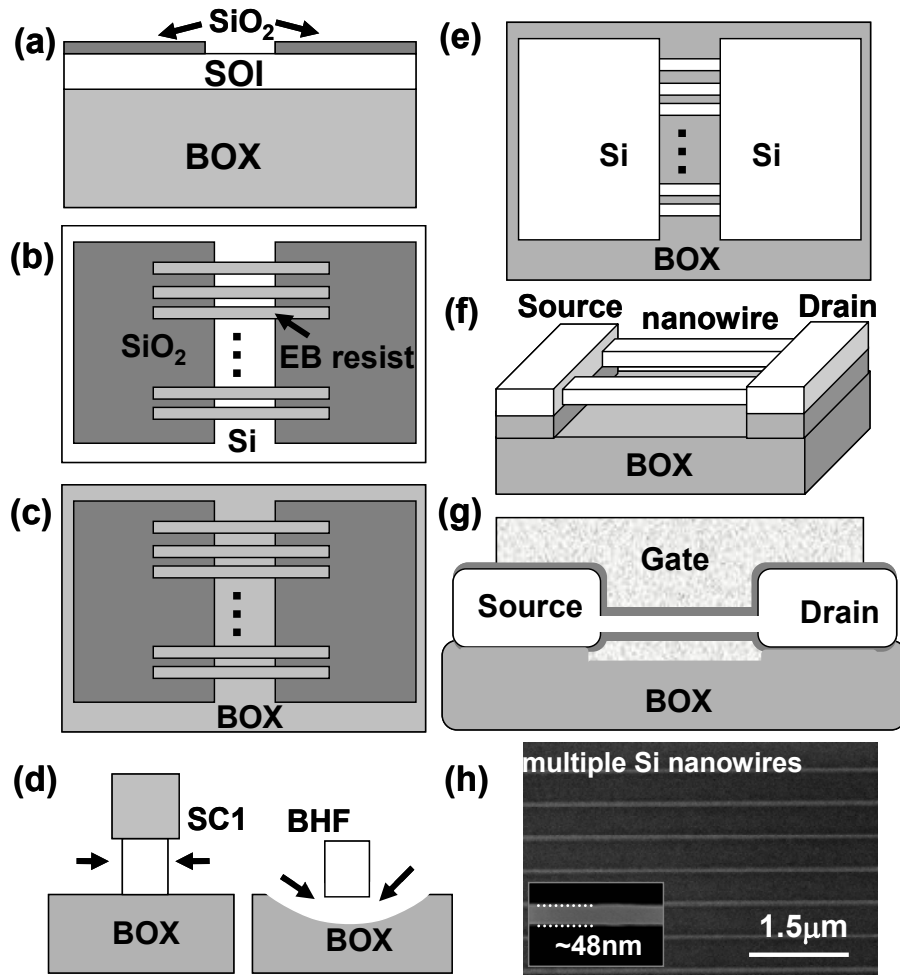 (a)
SiO2
SOI
BOX
(b)
SiO2
EB resist
Si
(c)
BOX
(d)
SC1
BHF
BOX
BOX
(e)
Si
Si
BOX
(f)
Source
nanowire
Drain
BOX
(g)
Gate
Source
Drain
BOX
(h)
multiple Si nanowires
~48nm
1.5μm